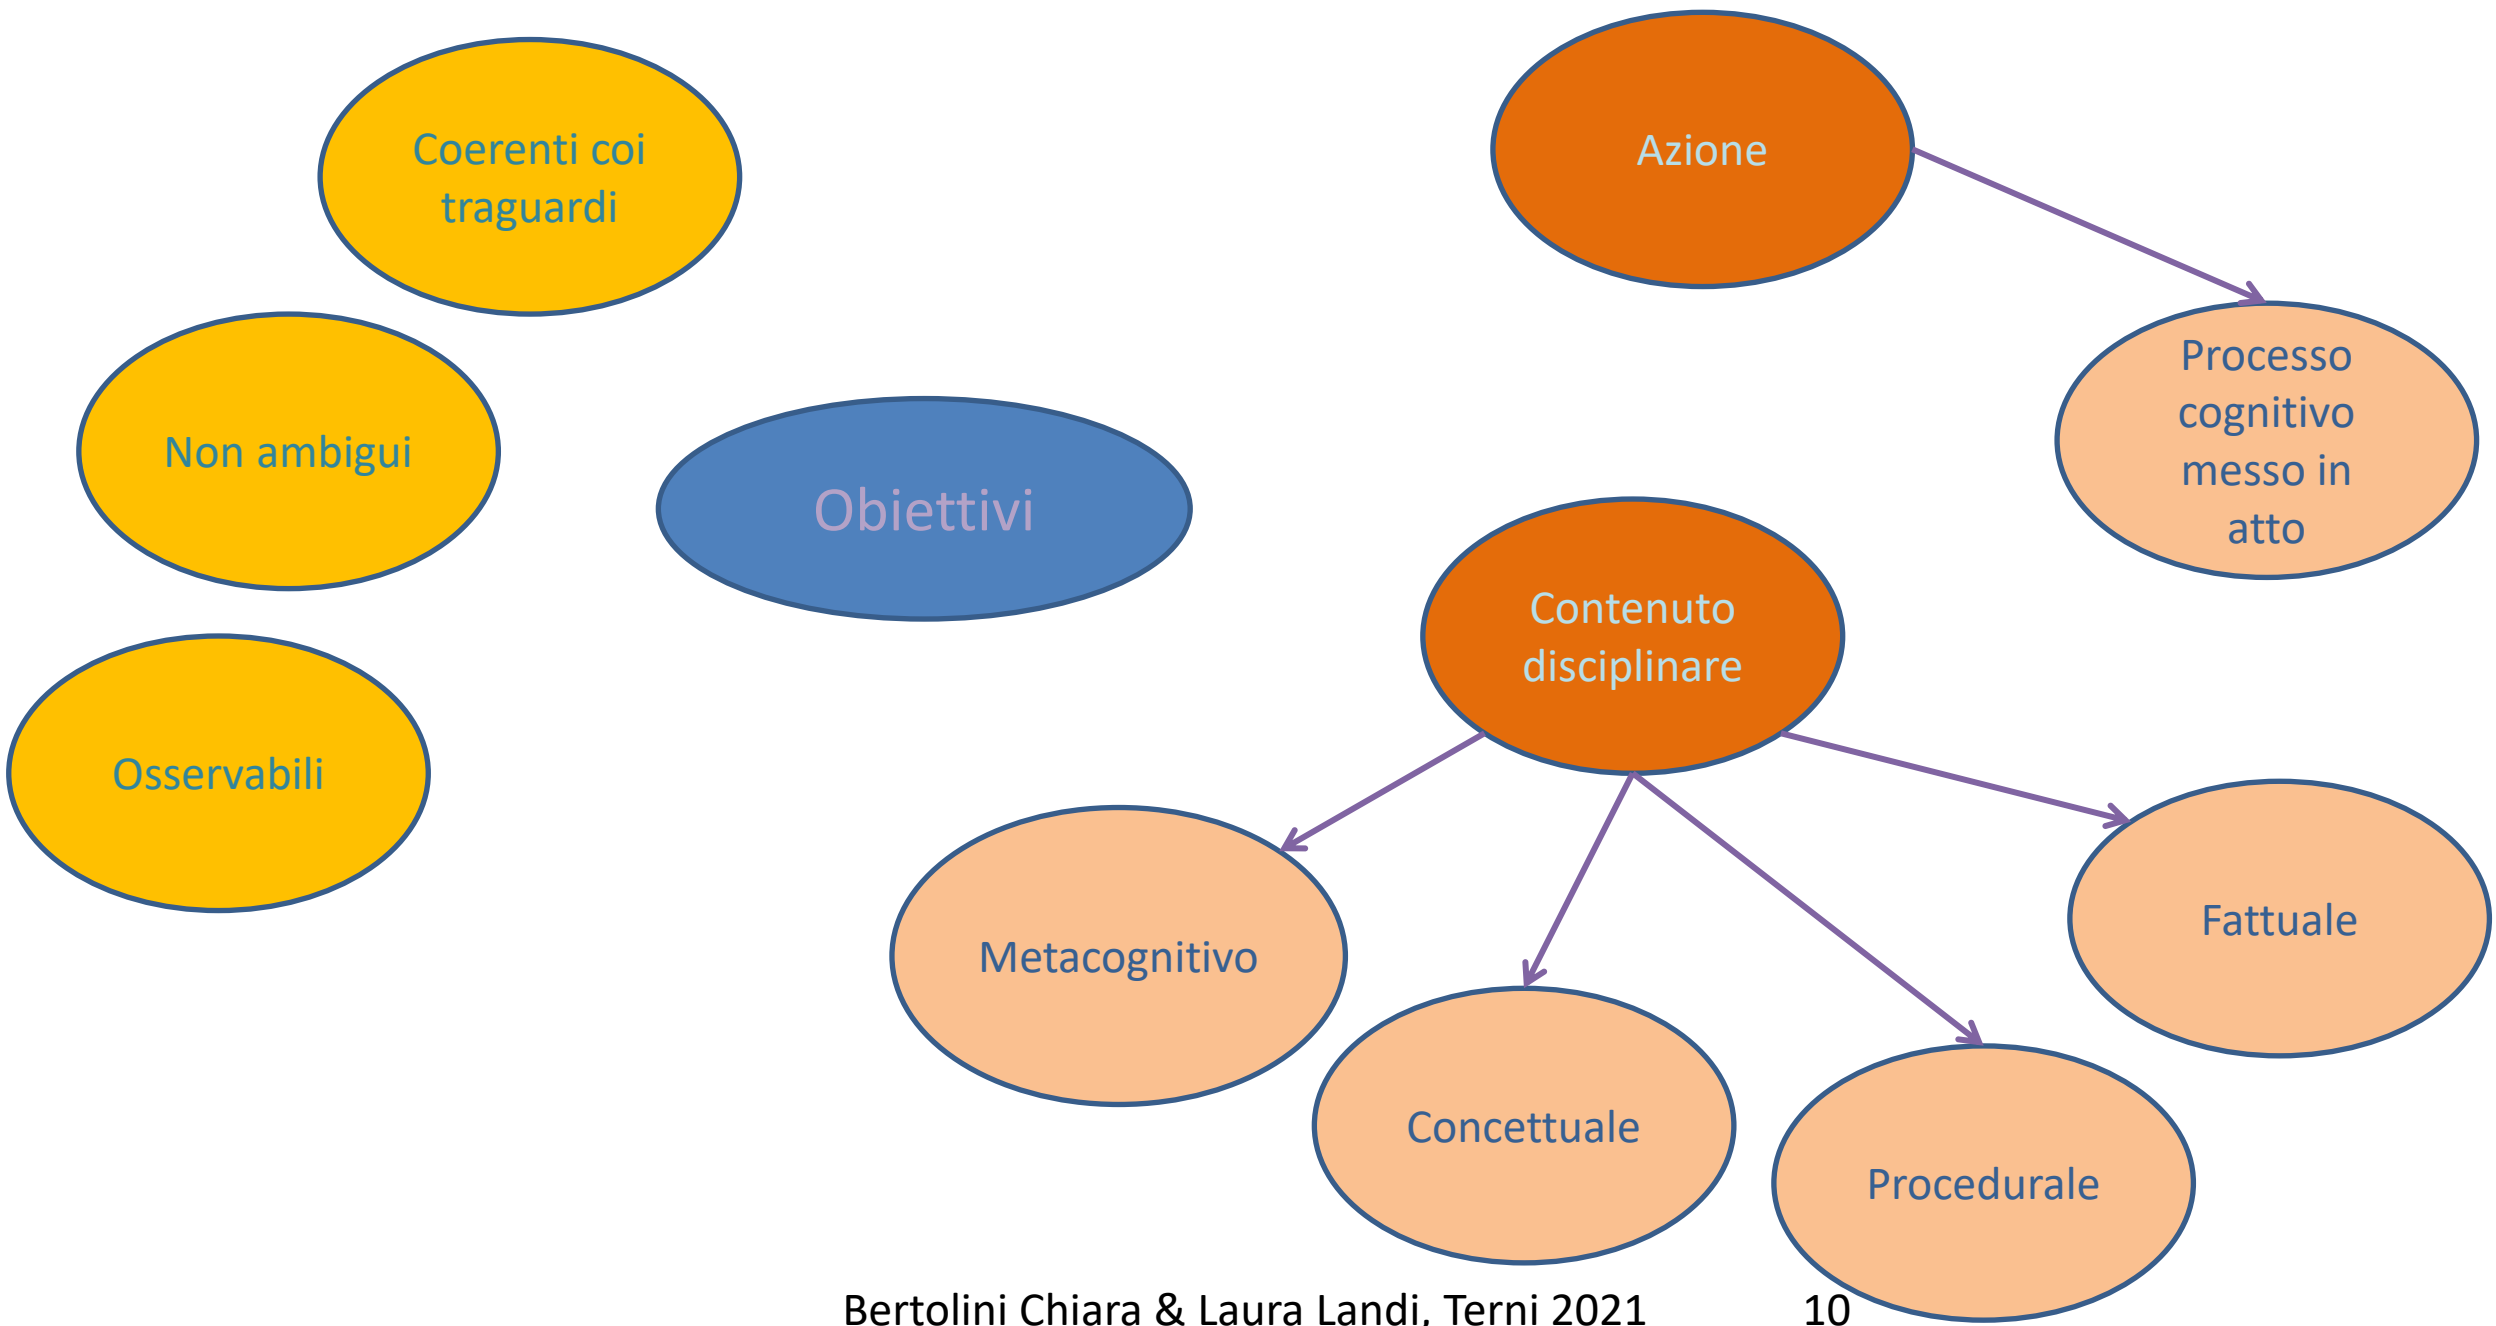 Coerenti coi
traguardi
Non ambigui
Osservabili
Obiettivi
Azione
Processo
cognitivo
messo in
atto
Contenuto
disciplinare
Metacognitivo
Concettuale
Procedurale
Fattuale
Bertolini Chiara & Laura Landi, Terni 2021
10